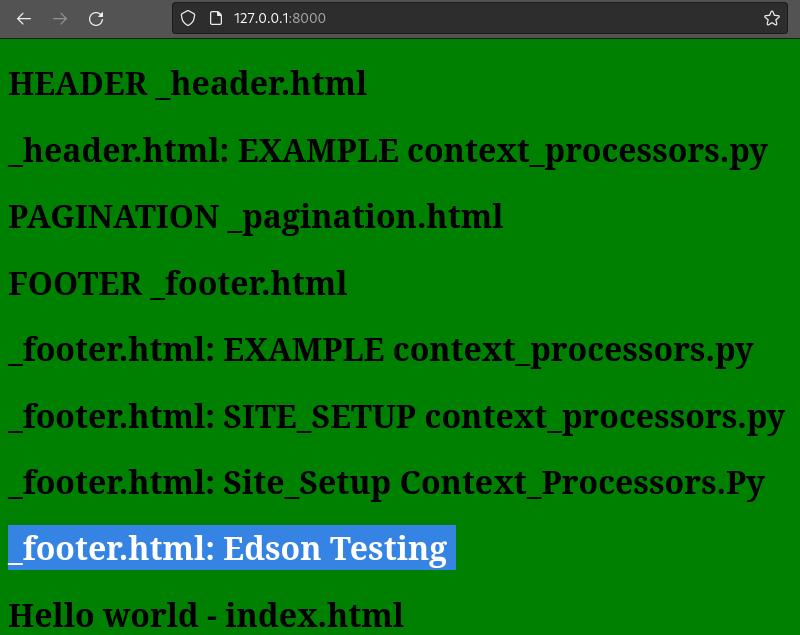 127.0.0.1:8000
HEADER _header.html
_header.html: EXAMPLE context_processors.py
PAGINATION _pagination.html
FOOTER _footer.html
_footer.html: EXAMPLE context_processors.py
_footer.html: SITE_SETUP context_processors.py
_footer.html: Site_Setup Context_Processors.Py
_footer.html: Edson Testing
Hello world - index.html